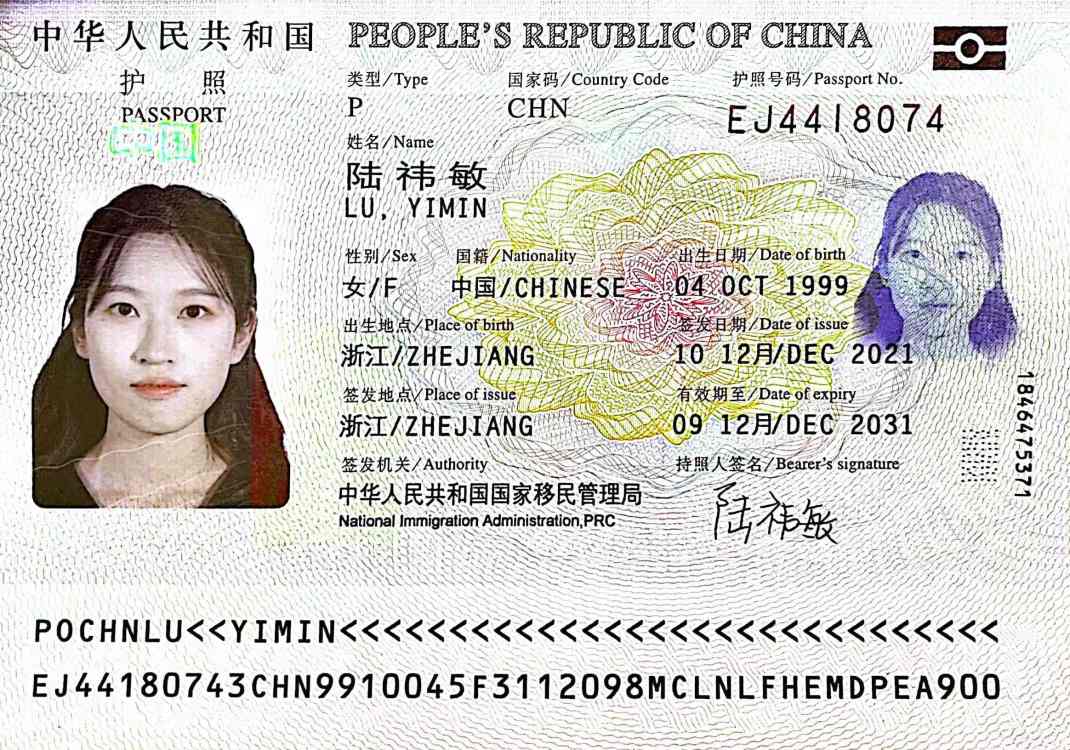 中华人民共和国 PEOPLE'S REPUBLIC OF CHINA
护 照
PASSPORT
类型/Type 国家码/Country Code 护照号码/Passport No.
P CHN EJ4418074
姓名/Name
陆祎敏
LU, YIMIN
性别/Sex 国籍/Nationality 出生日期/Date of birth
女/F 中国/CHINESE 04 OCT 1999
出生地点/Place of birth 签发日期/Date of issue
浙江/ZHEJIANG 10 12月/DEC 2021
签发地点/Place of issue 有效期至/Date of expiry
浙江/ZHEJIANG 09 12月/DEC 2031
签发机关/Authority 持照人签名/Bearer's signature
中华人民共和国国家移民管理局
National Immigration Administration,PRC
陆祎敏
1846475371
POCHNLU<<YIMIN<<<<<<<<<<<<<<<<<<<<<<<<<<<<<<
EJ44180743CHN9910045F3112098MCLNLFHEMDPEA900